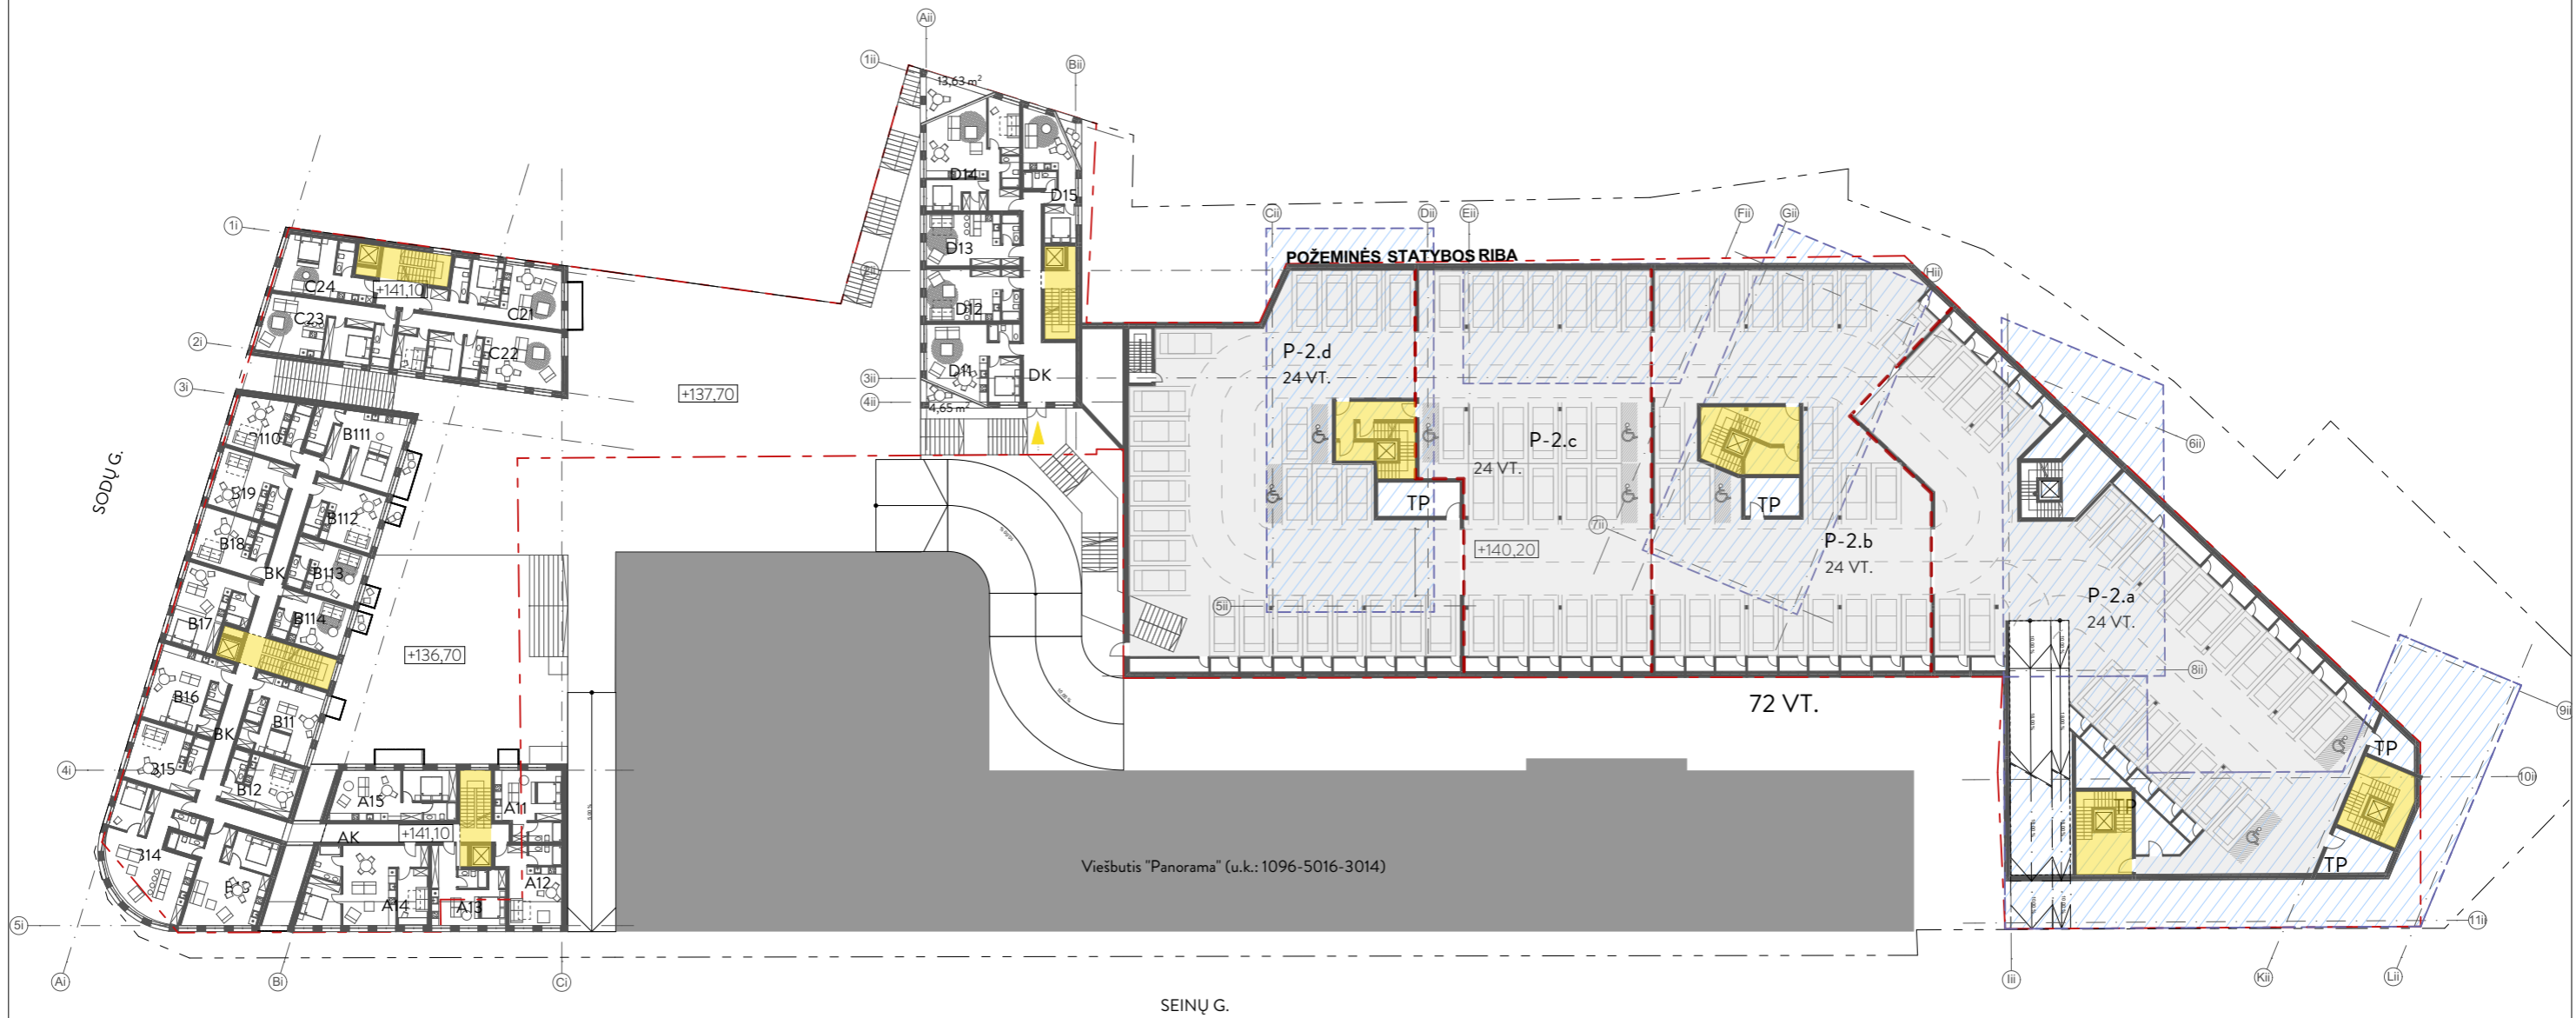 Aii
1ii
Bii
13,63 m²
D14
D15
1i
Cii
Dii
Eii
Fii
Gii
D13
2ii
POŽEMINĖS STATYBOS RIBA
Hii
C24
+141,10
C21
C23
D12
2i
C22
P-2.d
24 VT.
D11
DK
3ii
3i
+137,70
4ii
4,65 m²
B110
B111
P-2.c
24 VT.
6ii
SODŲ G.
B19
TP
TP
B112
7ii
B18
+140,20
P-2.b
24 VT.
BK
B113
P-2.a
24 VT.
5ii
B17
B114
+136,70
8ii
B16
B11
72 VT.
9ii
BK
TP
4i
B15
10ii
B12
A15
A11
TP
AK
+141,10
B14
Viešbutis "Panorama" (u.k.: 1096-5016-3014)
TP
B13
A12
A14
A13
5i
11ii
Ai
Bi
Ci
Iii
Kii
Lii
SEINŲ G.